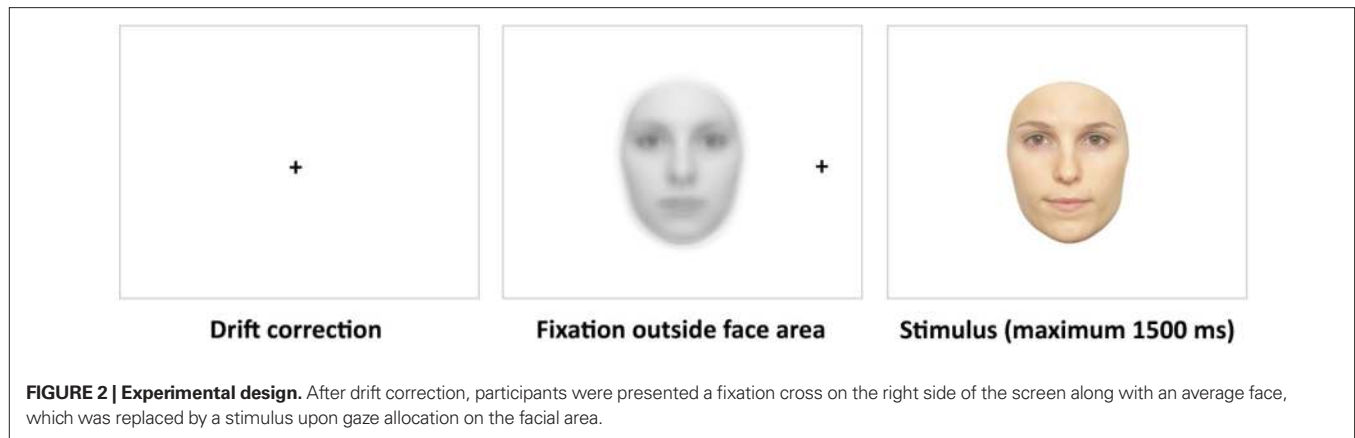 Drift correction
Fixation outside face area
Stimulus (maximum 1500 ms)
FIGURE 2 | Experimental design. After drift correction, participants were presented a fixation cross on the right side of the screen along with an average face,
which was replaced by a stimulus upon gaze allocation on the facial area.